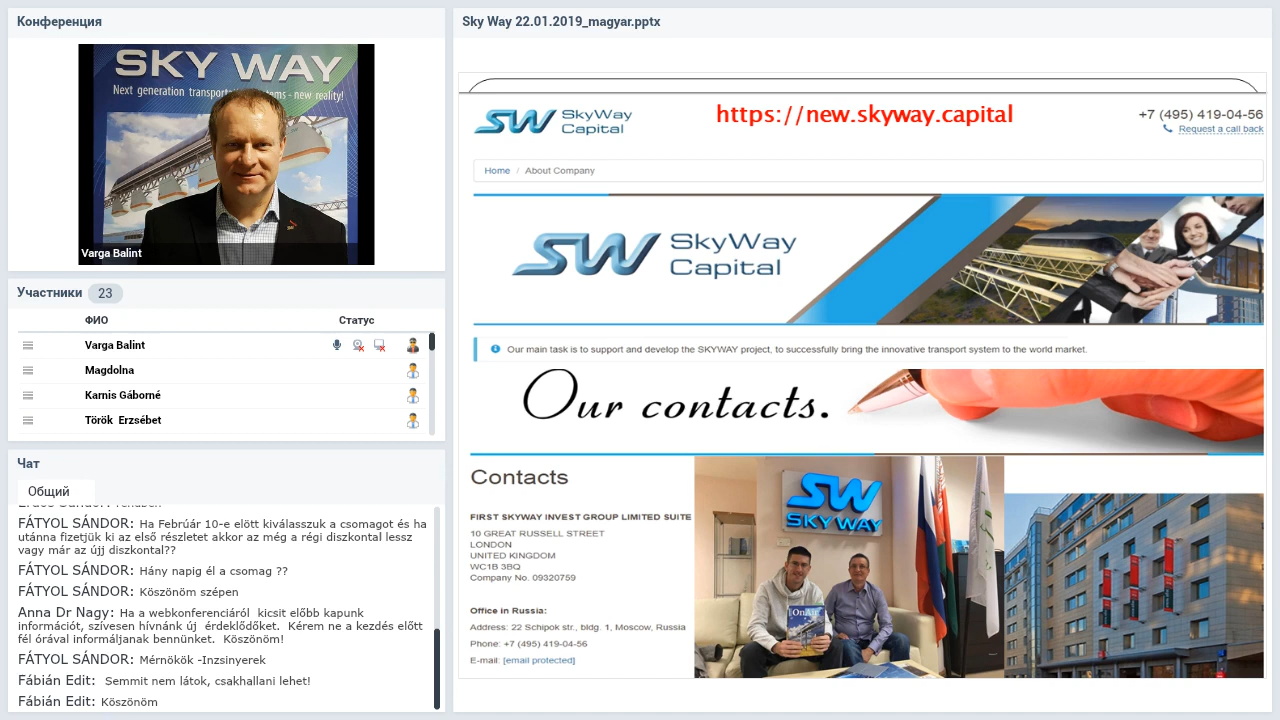 Конференция
SKY WAY
Next generation
- new reality!
Varga Balint
Участники 23
ФИО Статус
Varga Balint
Magdolna
Karnis Gáborné
Török Erzsébet
Чат
Общий
FÁTYOL SÁNDOR: Ha Február 10-e elött kiválasszuk a csomagot és ha
utánna fizetjük ki az első részletet akkor az még a régi diszkontal lessz
vagy már az újj diszkontal??
FÁTYOL SÁNDOR: Hány napig él a csomag ??
FÁTYOL SÁNDOR: Köszönöm szépen
Anna Dr Nagy: Ha a webkonferenciáról kicsit előbb kapunk
információt, szívesen hívnánk új érdeklődőket. Kérem ne a kezdés előtt
fél órával informáljanak bennünket. Köszönöm!
FÁTYOL SÁNDOR: Mérnökök -Inzsinyerek
Fábián Edit: Semmit nem látok, csakhallani lehet!
Fábián Edit: Köszönöm
Sky Way 22.01.2019_magyar.pptx
SW SkyWay
Capital
https://new.skyway.capital
+7 (495) 419-04-56
Request a call back
Home / About Company
SW SkyWay
Capital
Our main task is to support and develop the SKYWAY project, to successfully bring the innovative transport system to the world market.
Our contacts.
Contacts
FIRST SKYWAY INVEST GROUP LIMITED SUITE
10 GREAT RUSSELL STREET
LONDON
UNITED KINGDOM
WC1B 3BQ
Company No. 09320759
Office in Russia:
Address: 22 Schipok str., bldg. 1, Moscow, Russia
Phone: +7 (495) 419-04-56
E-mail: [email protected]
SW
SKYWAY
OnAir